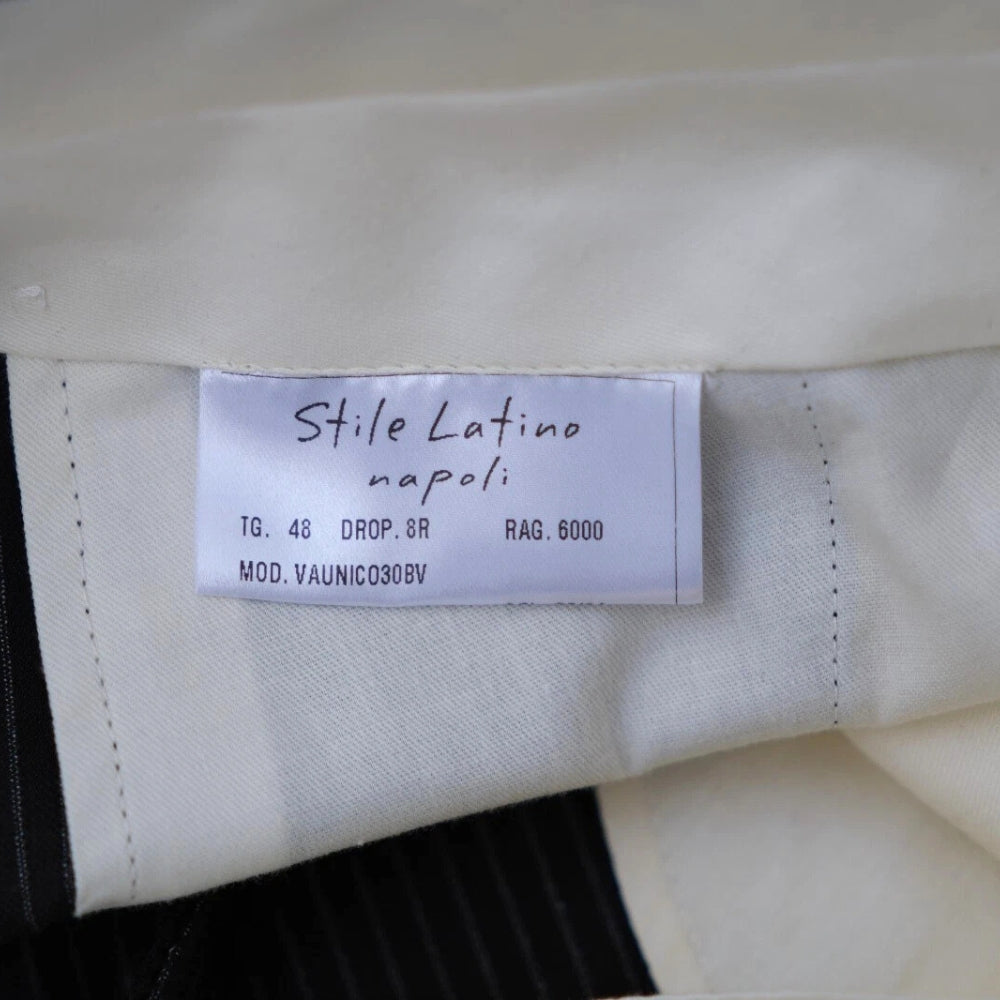 Stile Latino
napoli
TG. 48 DROP. 8R RAG. 6000
MOD. VAUNICO30BV